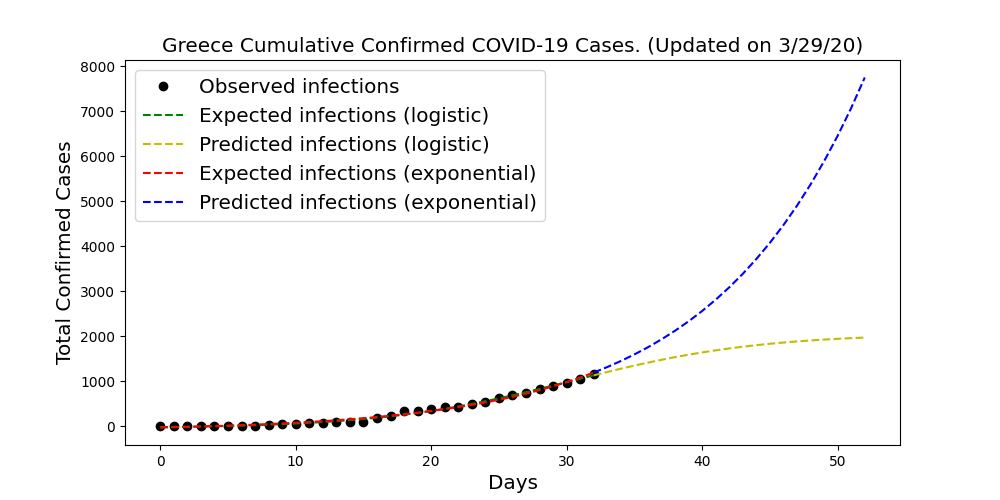 Greece Cumulative Confirmed COVID-19 Cases. (Updated on 3/29/20)
8000
7000
6000
5000
4000
3000
2000
1000
0
Total Confirmed Cases
Observed infections
Expected infections (logistic)
Predicted infections (logistic)
Expected infections (exponential)
Predicted infections (exponential)
0 10 20 30 40 50
Days